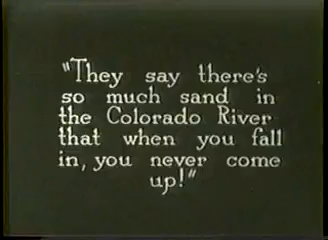 "They say there's
so much sand in
the Colorado River
that when you fall
in, you never come
up!"